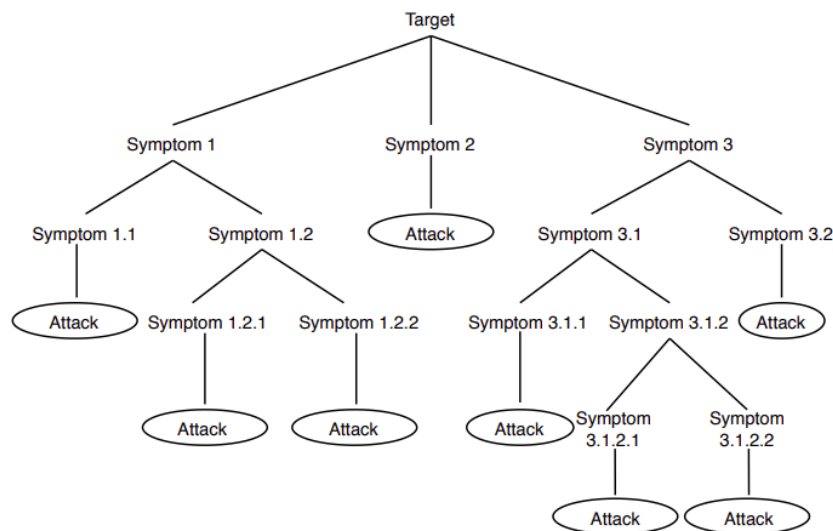 Target
Symptom 1
Symptom 2
Symptom 3
Symptom 1.1
Symptom 1.2
Attack
Symptom 3.1
Symptom 3.2
Attack
Symptom 1.2.1
Symptom 1.2.2
Symptom 3.1.1
Symptom 3.1.2
Attack
Attack
Attack
Attack
Symptom
3.1.2.1
Symptom
3.1.2.2
Attack
Attack